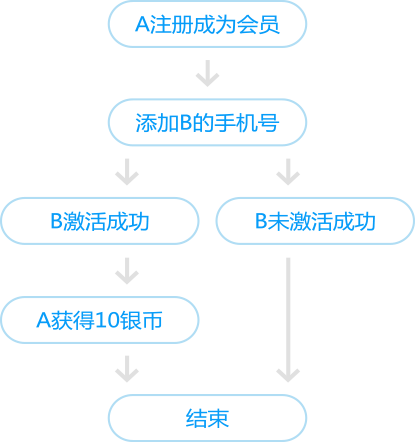 A注册成为会员
添加B的手机号
B激活成功
B未激活成功
A获得10银币
结束